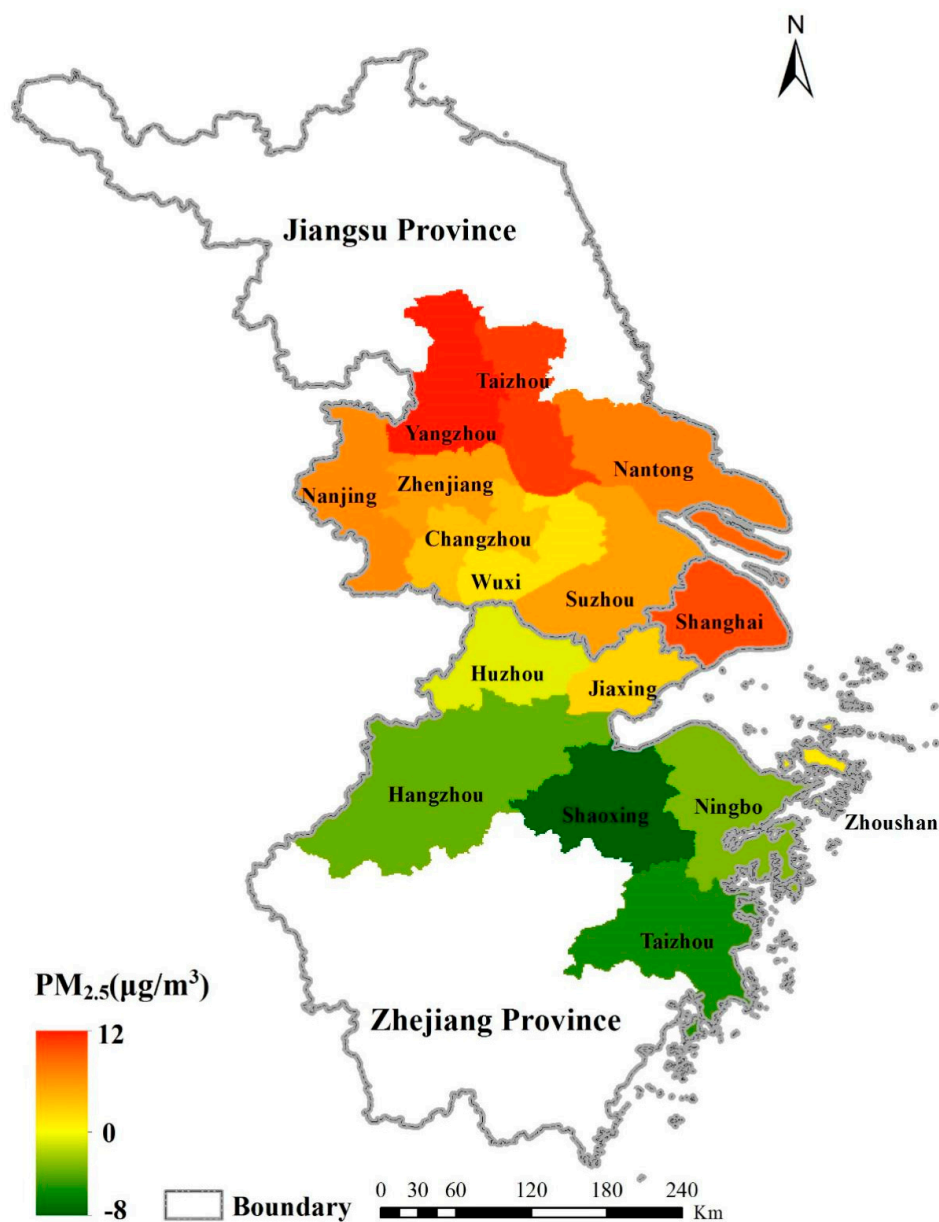 N
Jiangsu Province
Taizhou
Yangzhou
Nantong
Zhenjiang
Nanjing
Changzhou
Wuxi
Suzhou
Shanghai
Huzhou
Jiaxing
Hangzhou
Shaoxing
Ningbo
Zhoushan
Taizhou
Zhejiang Province
PM2.5(μg/m³)
12
0
-8
Boundary
0 30 60 120 180 240
Km